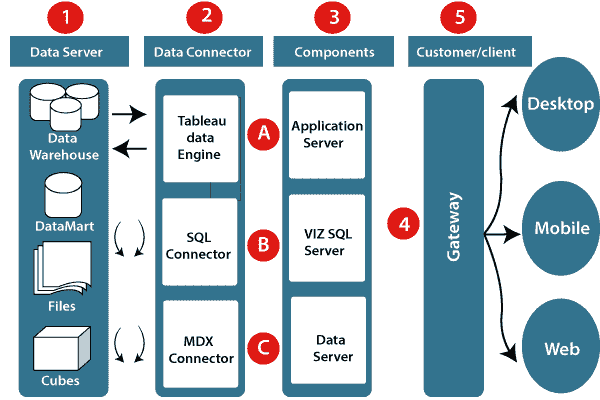 1
2
3
5
Data Server
Data Connector
Components
Customer/client
Data
Warehouse
DataMart
Files
Cubes
Tableau
data
Engine
SQL
Connector
MDX
Connector
A
B
C
Application
Server
VIZ SQL
Server
Data
Server
4
Gateway
Desktop
Mobile
Web